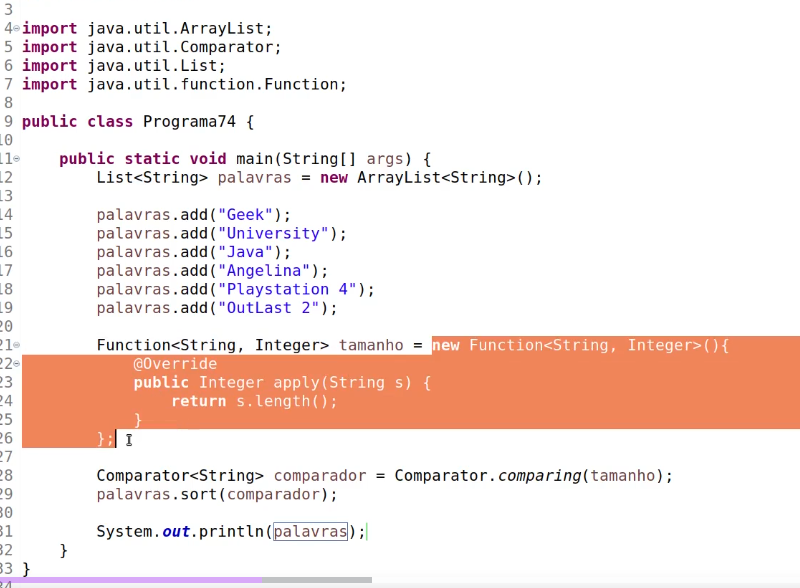 3
4 import java.util.ArrayList;
5 import java.util.Comparator;
6 import java.util.List;
7 import java.util.function.Function;
8
9 public class Programa74 {
10
11 public static void main(String[] args) {
12 List<String> palavras = new ArrayList<String>();
13
14 palavras.add("Geek");
15 palavras.add("University");
16 palavras.add("Java");
17 palavras.add("Angelina");
18 palavras.add("Playstation 4");
19 palavras.add("OutLast 2");
20
21 Function<String, Integer> tamanho = new Function<String, Integer>(){
22 @Override
23 public Integer apply(String s) {
24 return s.length();
25 }
26 };
27
28 Comparator<String> comparador = Comparator.comparing(tamanho);
29 palavras.sort(comparador);
30
31 System.out.println(palavras);
32 }
33 }
34